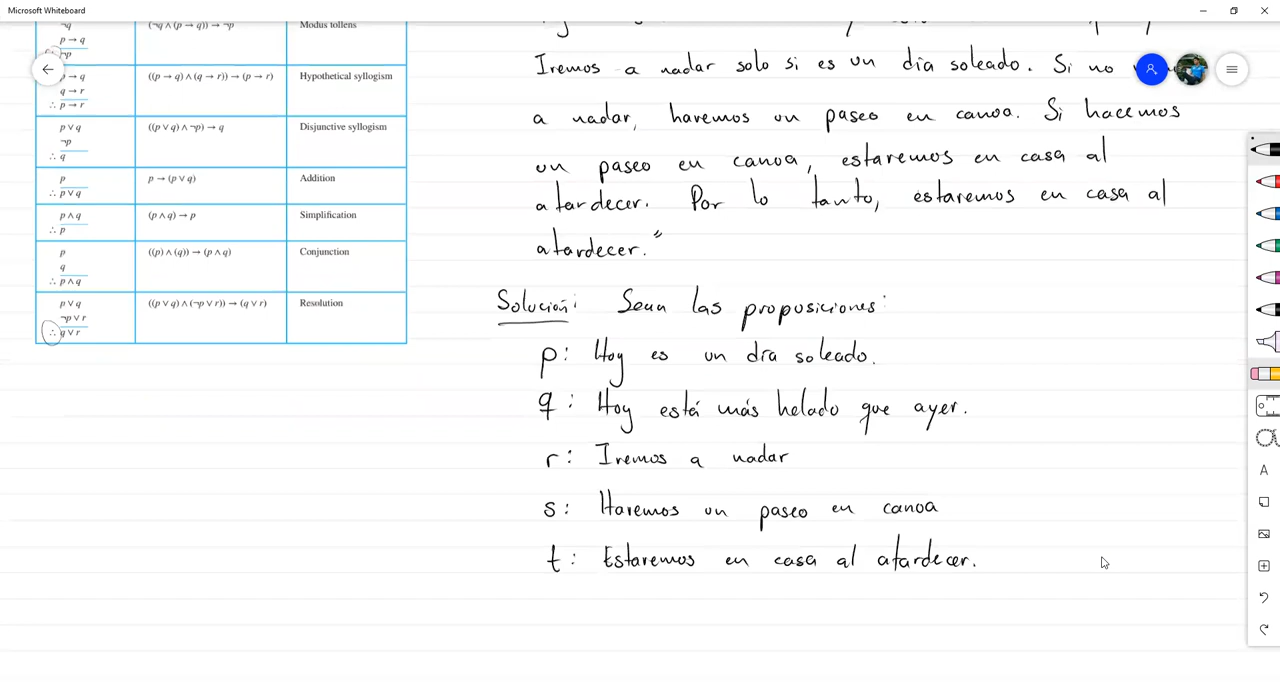 Microsoft Whiteboard
¬q (¬q ∧ (p → q)) → ¬p Modus tollens
p → q
∴ ¬p
p → q ((p → q) ∧ (q → r)) → (p → r) Hypothetical syllogism
q → r
∴ p → r
p ∨ q ((p ∨ q) ∧ ¬p) → q Disjunctive syllogism
¬p
∴ q
p p → (p ∨ q) Addition
∴ p ∨ q
p ∧ q (p ∧ q) → p Simplification
∴ p
p ((p) ∧ (q)) → (p ∧ q) Conjunction
q
∴ p ∧ q
p ∨ q ((p ∨ q) ∧ (¬p ∨ r)) → (q ∨ r) Resolution
¬p ∨ r
∴ q ∨ r
Iremos a nadar solo si es un día soleado. Si no
a nadar, haremos un paseo en canoa. Si hacemos
un paseo en canoa, estaremos en casa al
atardecer. Por lo tanto, estaremos en casa al
atardecer."
Solución: Sean las proposiciones:
p: Hoy es un día soleado.
q: Hoy está más helado que ayer.
r: Iremos a nadar
s: Haremos un paseo en canoa
t: Estaremos en casa al atardecer.
A